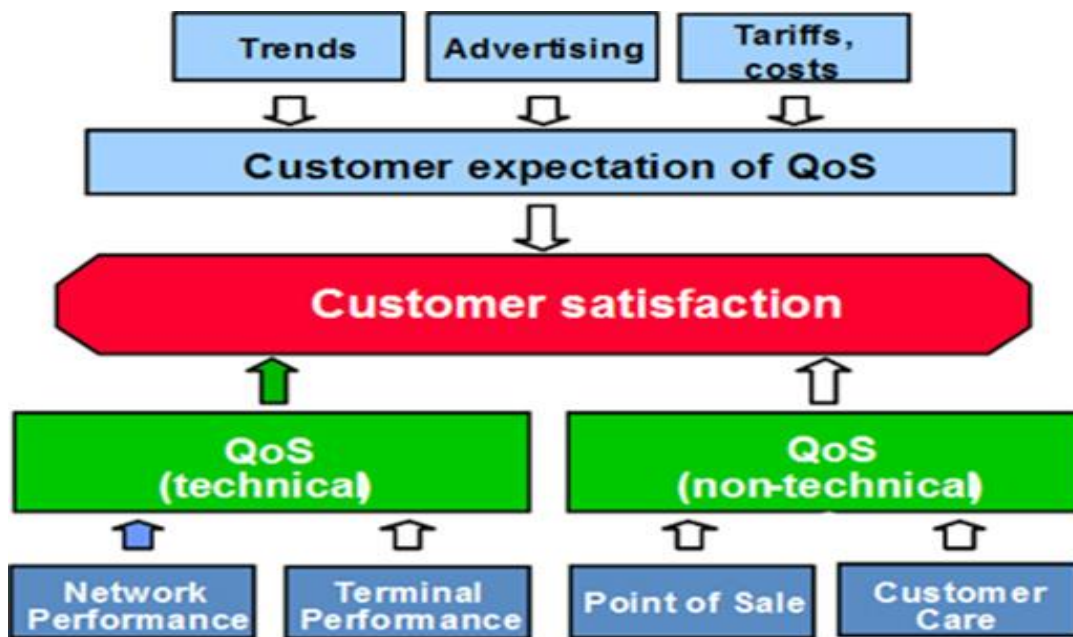 Trends
Advertising
Tariffs,
costs
Customer expectation of QoS
Customer satisfaction
QoS
(technical)
QoS
(non-technical)
Network
Performance
Terminal
Performance
Point of Sale
Customer
Care